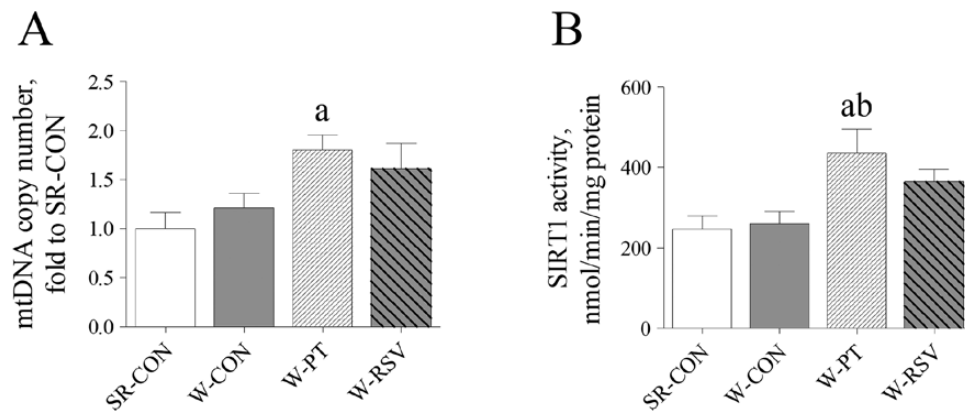 A
mtDNA copy number,
fold to SR-CON
2.5
2.0
1.5
1.0
0.5
0.0
a
SR-CON
W-CON
W-PT
W-RSV
B
SIRT1 activity,
nmol/min/mg protein
600
400
200
0
ab
SR-CON
W-CON
W-PT
W-RSV